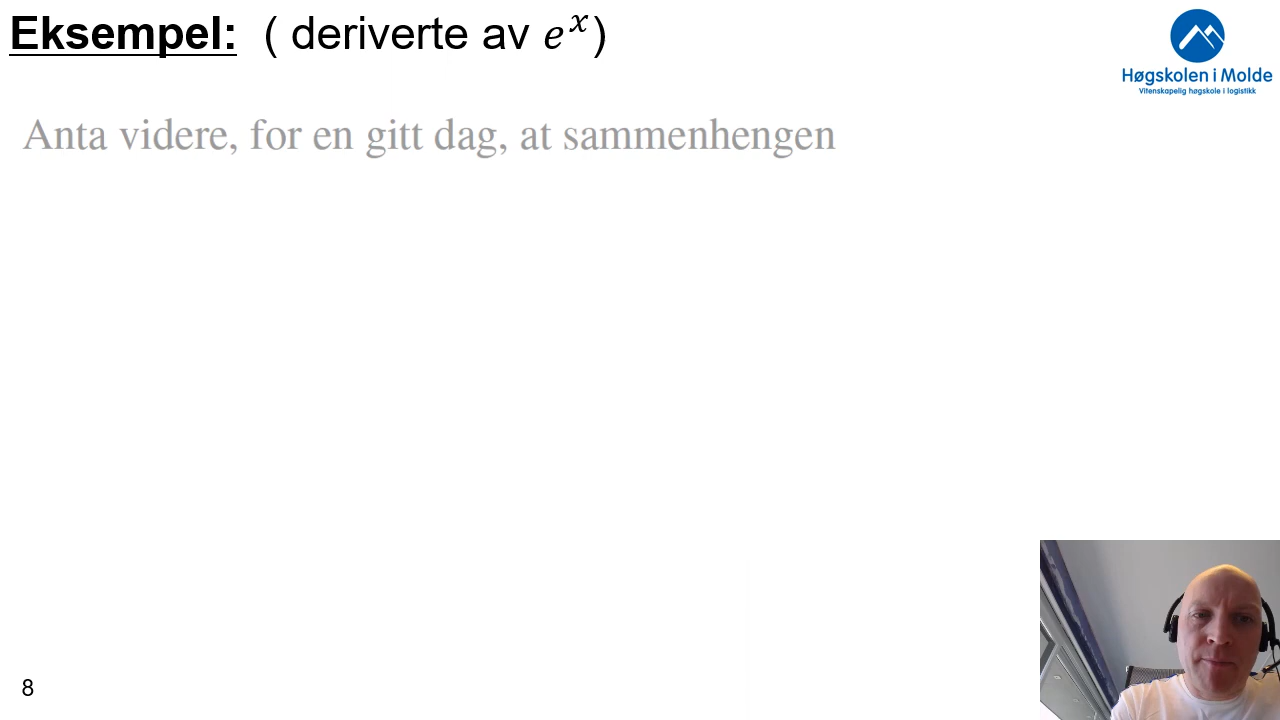 Eksempel: ( deriverte av e^x)
Høgskolen i Molde
Vitenskapelig høgskole i logistikk
Anta videre, for en gitt dag, at sammenhengen
8